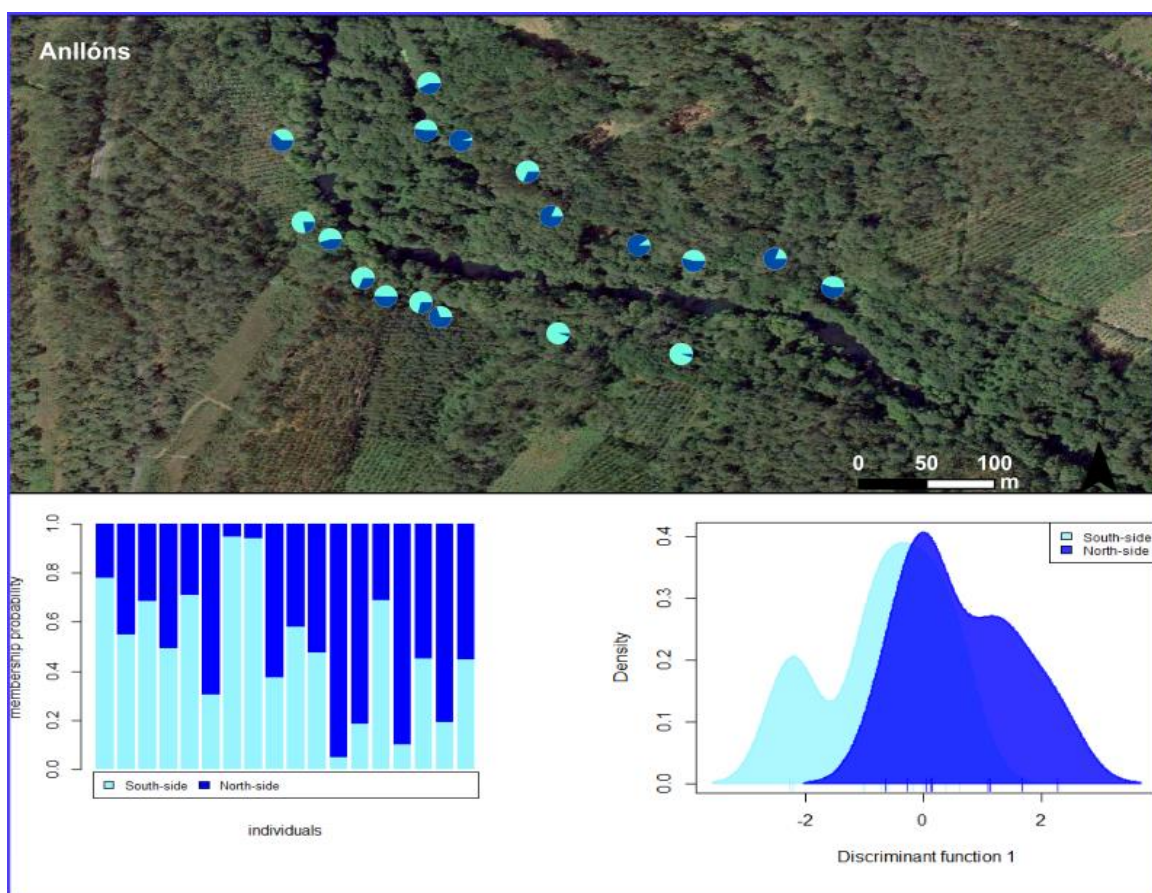 Anllóns
0 50 100
m
membership probability
0.0 0.2 0.4 0.6 0.8 1.0
South-side North-side
individuals
Density
0.0 0.1 0.2 0.3 0.4
South-side
North-side
-2 0 2
Discriminant function 1